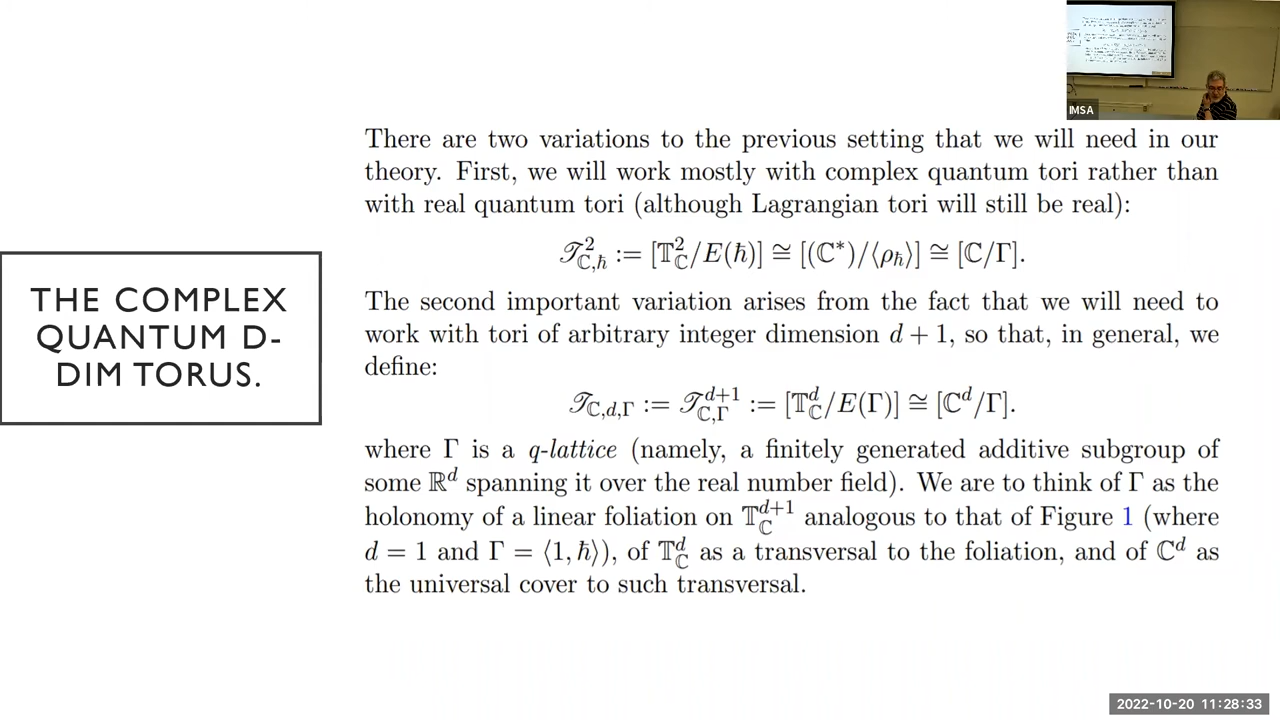 IMSA
There are two variations to the previous setting that we will need in our
theory. First, we will work mostly with complex quantum tori rather than
with real quantum tori (although Lagrangian tori will still be real):
𝒯²_{ℂ,ℏ} := [𝕋²_ℂ/E(ℏ)] ≅ [(ℂ*)/⟨ρ_ℏ⟩] ≅ [ℂ/Γ].
THE COMPLEX
QUANTUM D-
DIM TORUS.
The second important variation arises from the fact that we will need to
work with tori of arbitrary integer dimension d + 1, so that, in general, we
define:
𝒯_{ℂ,d,Γ} := 𝒯^{d+1}_{ℂ,Γ} := [𝕋^d_ℂ/E(Γ)] ≅ [ℂ^d/Γ].
where Γ is a q-lattice (namely, a finitely generated additive subgroup of
some ℝ^d spanning it over the real number field). We are to think of Γ as the
holonomy of a linear foliation on 𝕋^{d+1}_ℂ analogous to that of Figure 1 (where
d = 1 and Γ = ⟨1, ℏ⟩), of 𝕋^d_ℂ as a transversal to the foliation, and of ℂ^d as
the universal cover to such transversal.
2022-10-20 11:28:33